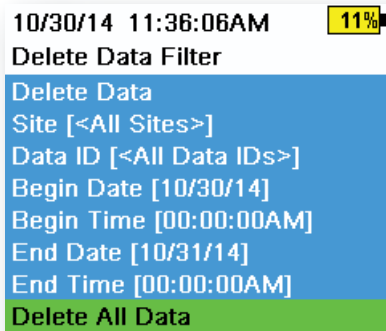 10/30/14 11:36:06AM 11%
Delete Data Filter
Delete Data
Site [<All Sites>]
Data ID [<All Data IDs>]
Begin Date [10/30/14]
Begin Time [00:00:00AM]
End Date [10/31/14]
End Time [00:00:00AM]
Delete All Data